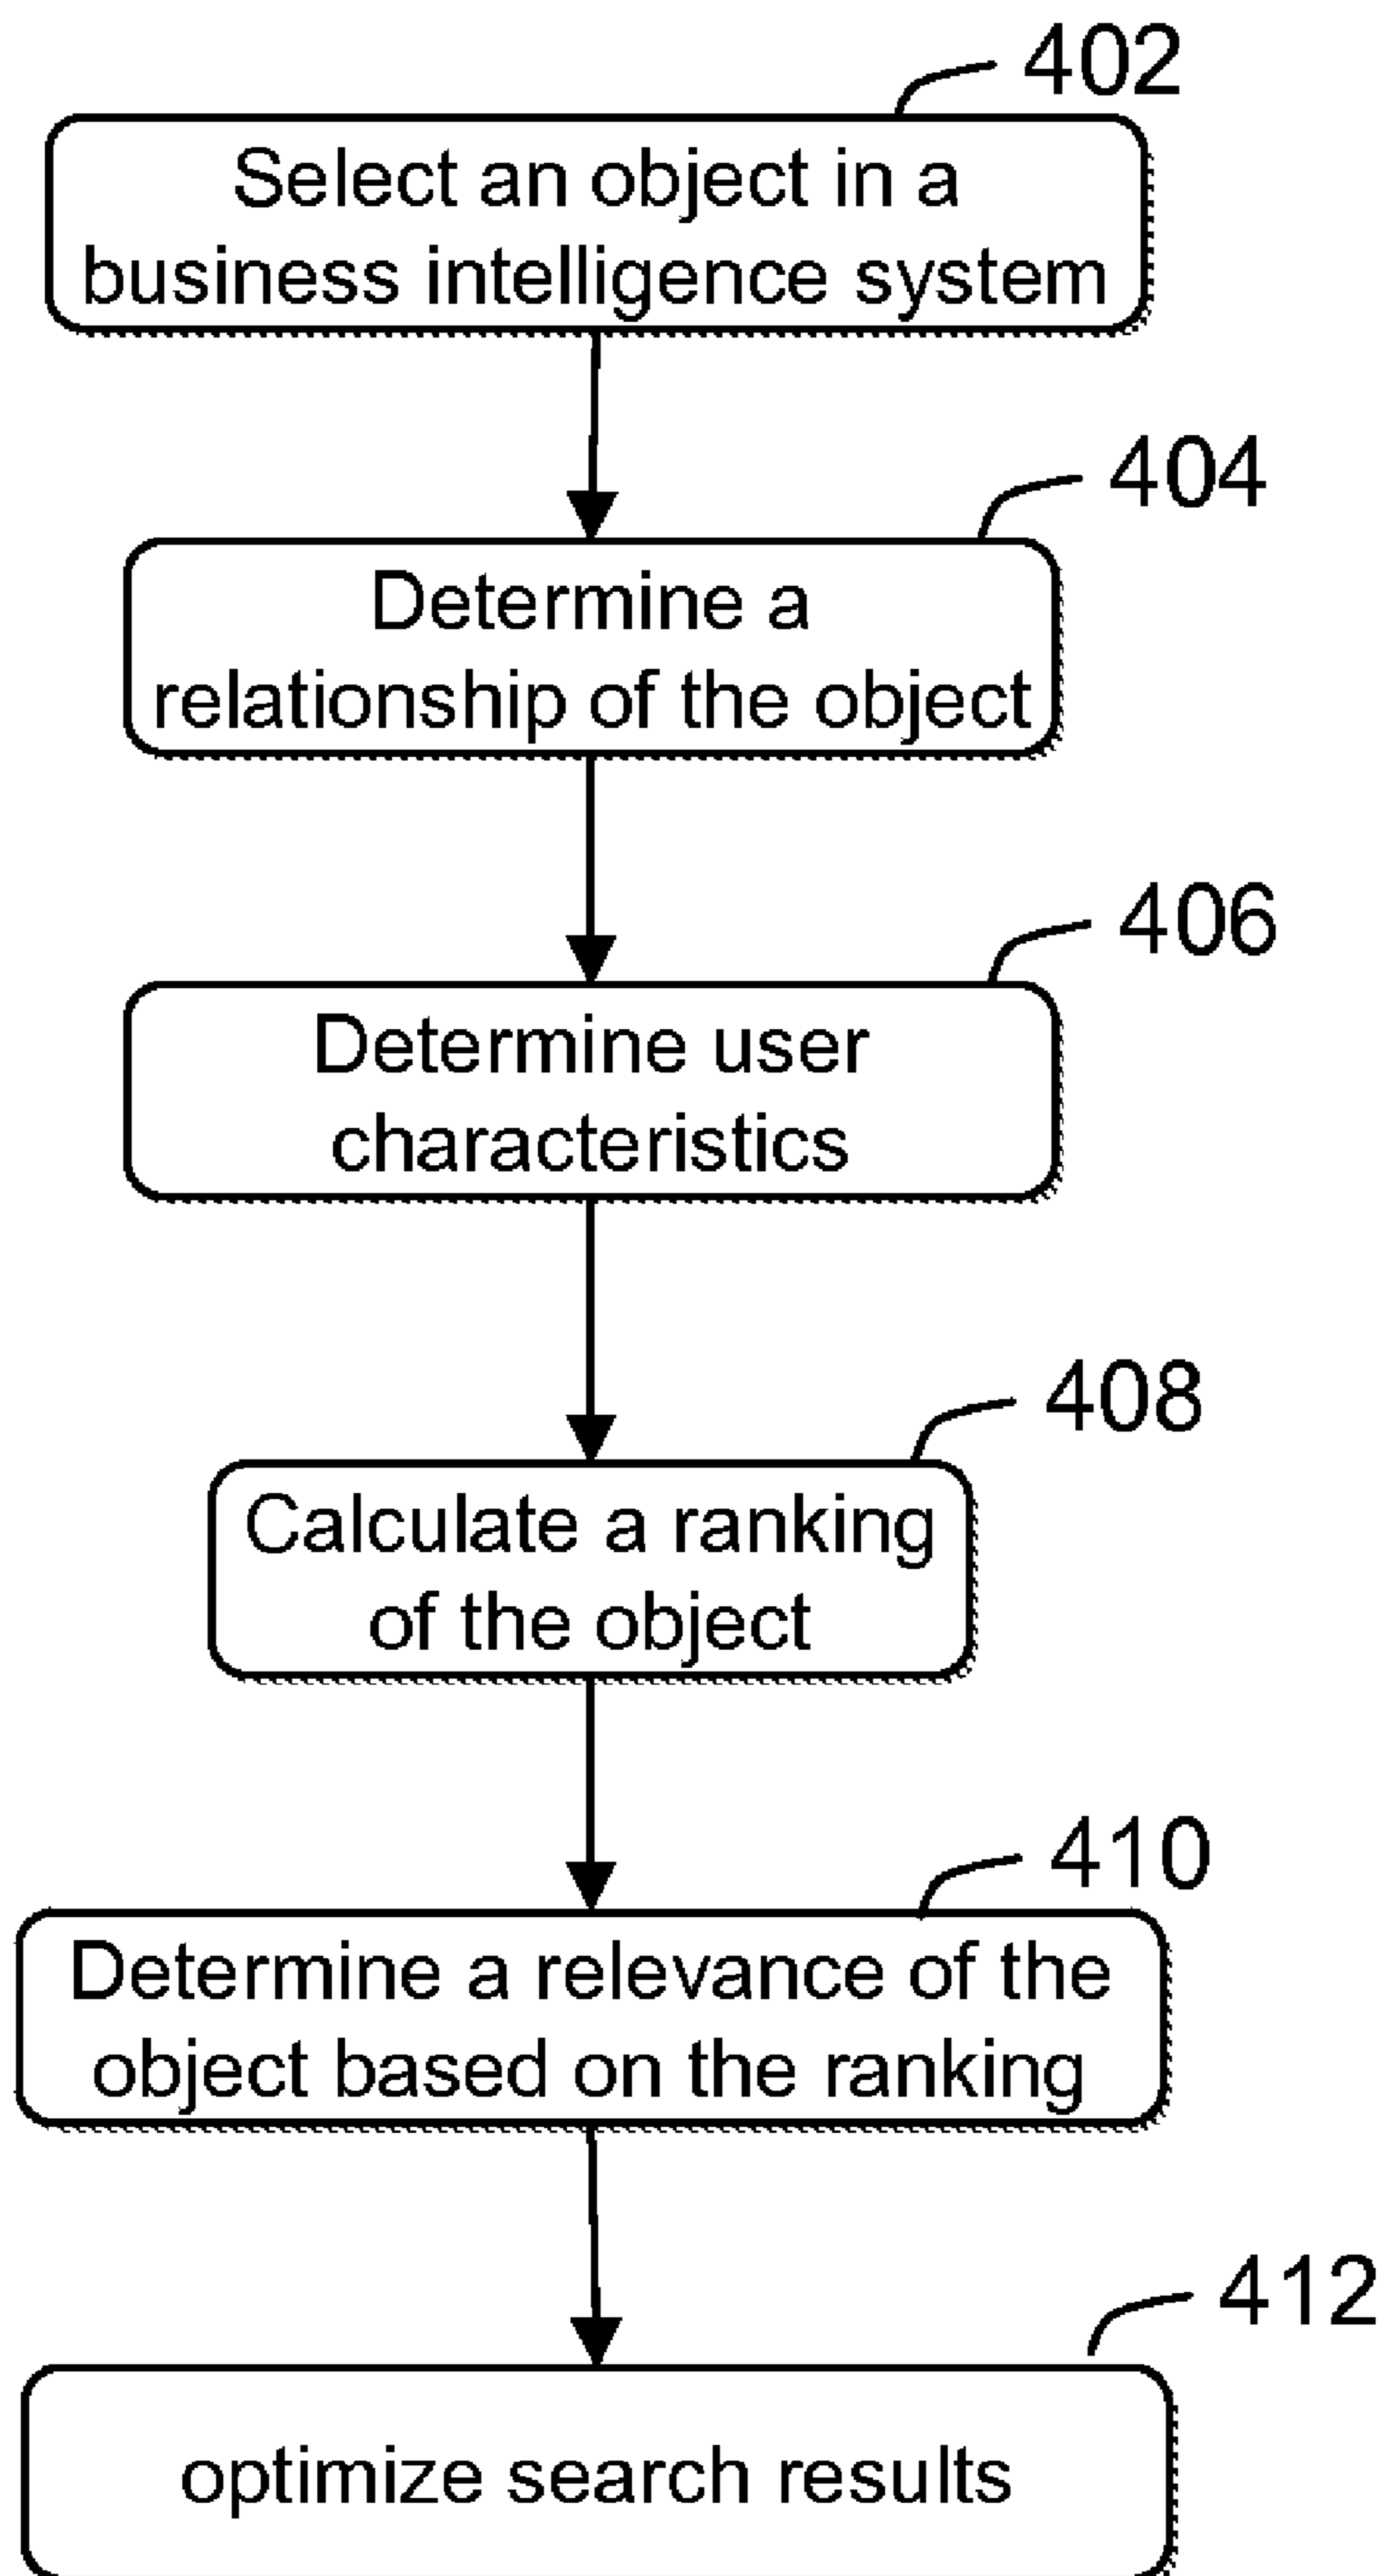 402
Select an object in a
business intelligence system
404
Determine a
relationship of the object
406
Determine user
characteristics
408
Calculate a ranking
of the object
410
Determine a relevance of the
object based on the ranking
412
optimize search results